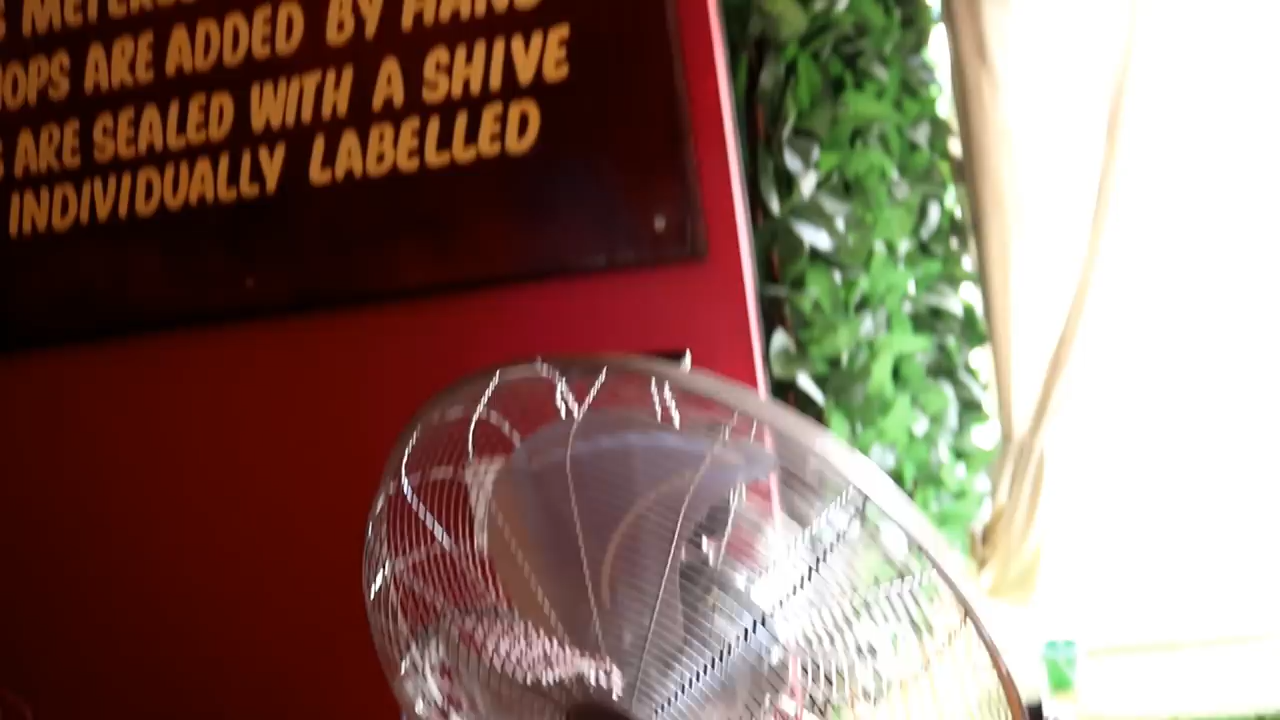 HOPS ARE ADDED BY HAND
ARE SEALED WITH A SHIVE
INDIVIDUALLY LABELLED